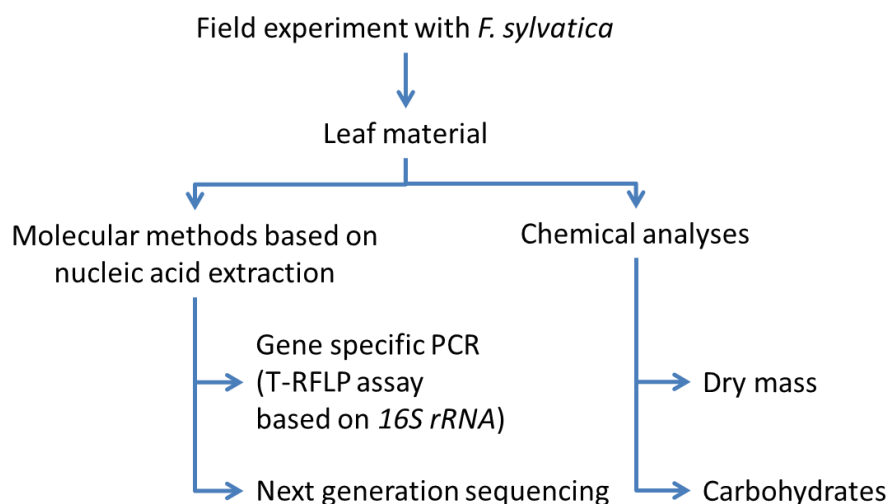 Field experiment with F. sylvatica
Leaf material
Molecular methods based on
nucleic acid extraction
Gene specific PCR
(T-RFLP assay
based on 16S rRNA)
Next generation sequencing
Chemical analyses
Dry mass
Carbohydrates